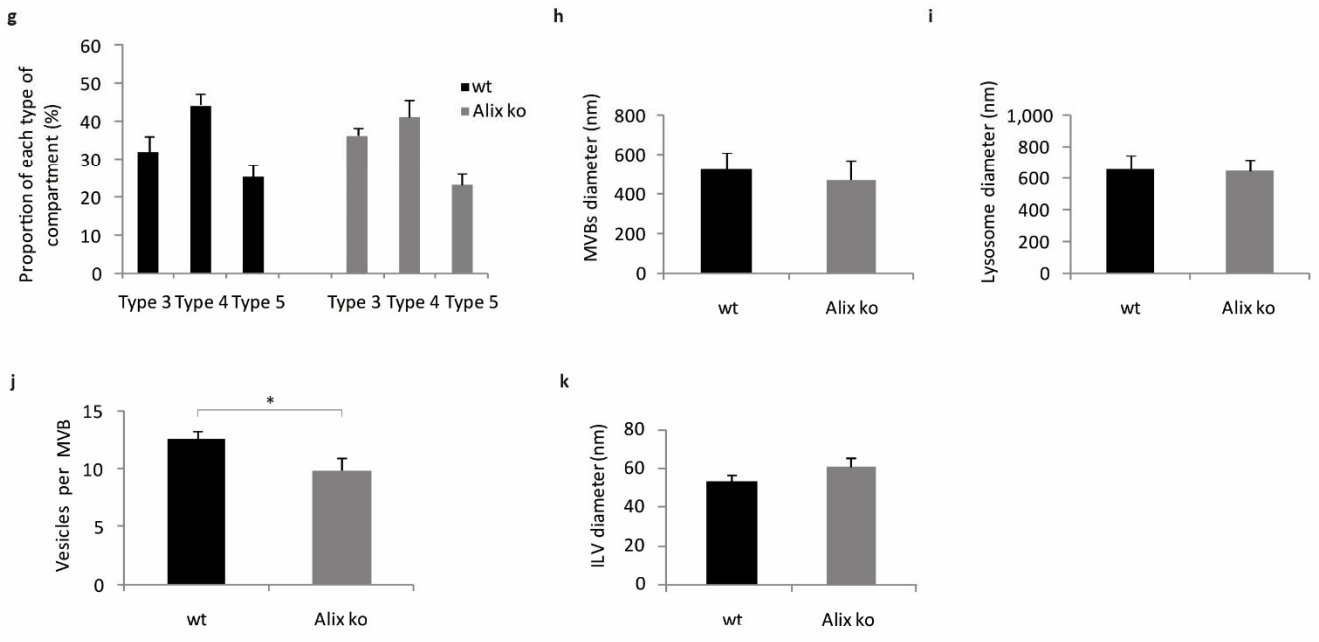 g
h
i
Proportion of each type of
compartment (%)
60
50
40
30
20
10
0
wt
Alix ko
Type 3 Type 4 Type 5
Type 3 Type 4 Type 5
MVBs diameter (nm)
800
600
400
200
0
wt
Alix ko
Lysosome diameter (nm)
1,000
800
600
400
200
0
wt
Alix ko
j
k
Vesicles per MVB
15
10
5
0
*
wt
Alix ko
ILV diameter (nm)
80
60
40
20
0
wt
Alix ko